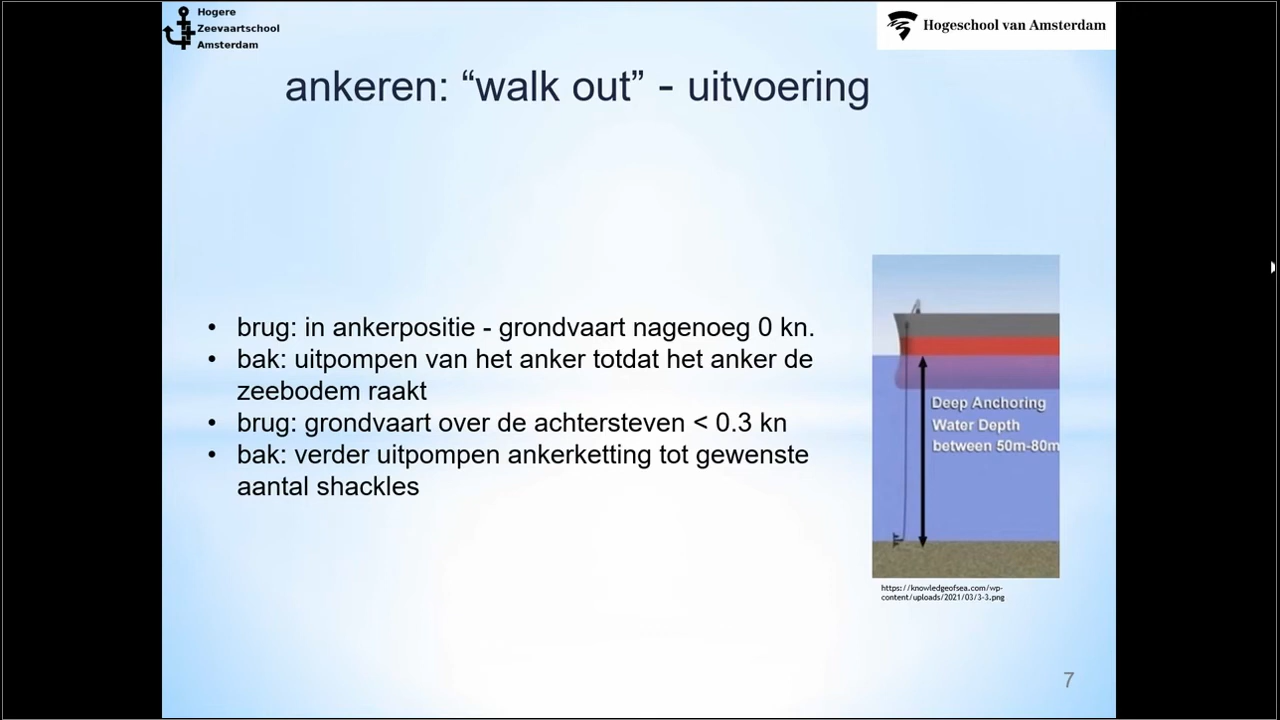 Hogere
Zeevaartschool
Amsterdam
Hogeschool van Amsterdam
ankeren: “walk out” - uitvoering
• brug: in ankerpositie - grondvaart nagenoeg 0 kn.
• bak: uitpompen van het anker totdat het anker de
zeebodem raakt
• brug: grondvaart over de achtersteven < 0.3 kn
• bak: verder uitpompen ankerketting tot gewenste
aantal shackles
Deep Anchoring
Water Depth
between 50m-80m
https://knowledgeofsea.com/wp-
content/uploads/2021/03/3-3.png
7